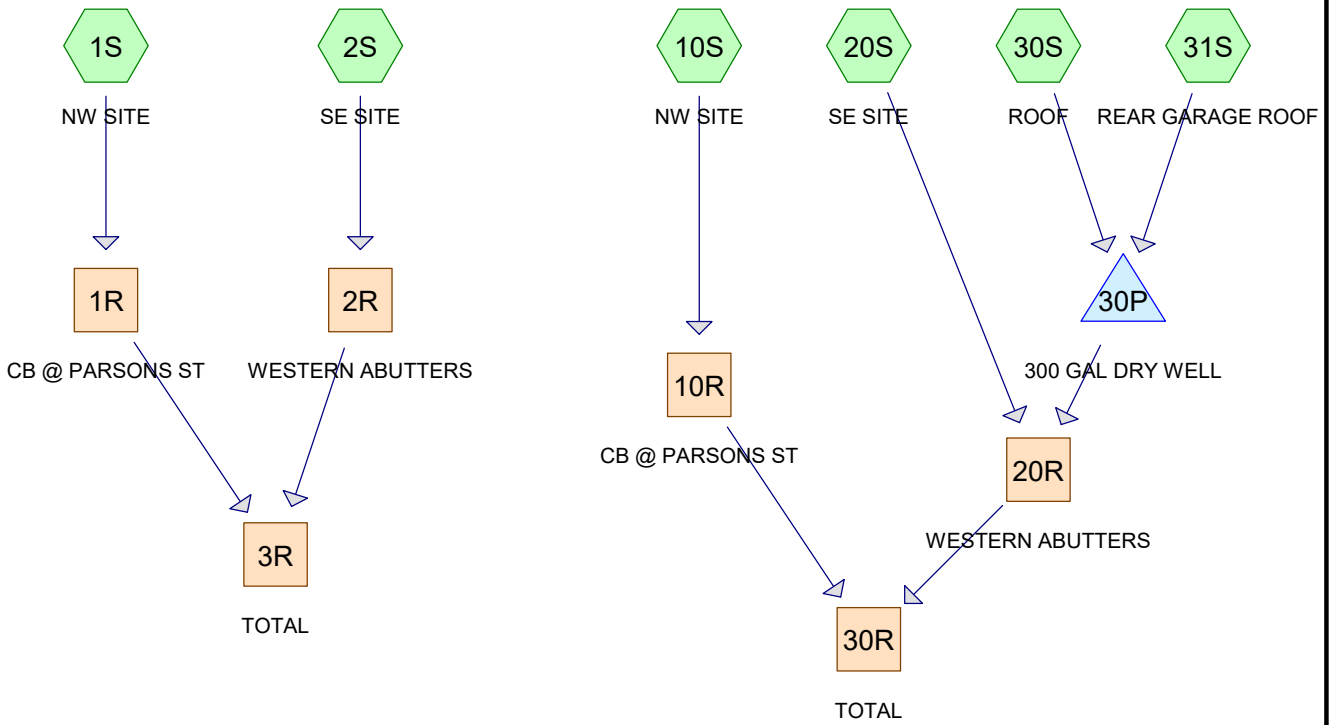 1S
NW SITE
2S
SE SITE
10S
NW SITE
20S
SE SITE
30S
ROOF
31S
REAR GARAGE ROOF
1R
CB @ PARSONS ST
2R
WESTERN ABUTTERS
30P
300 GAL DRY WELL
10R
CB @ PARSONS ST
20R
WESTERN ABUTTERS
3R
TOTAL
30R
TOTAL